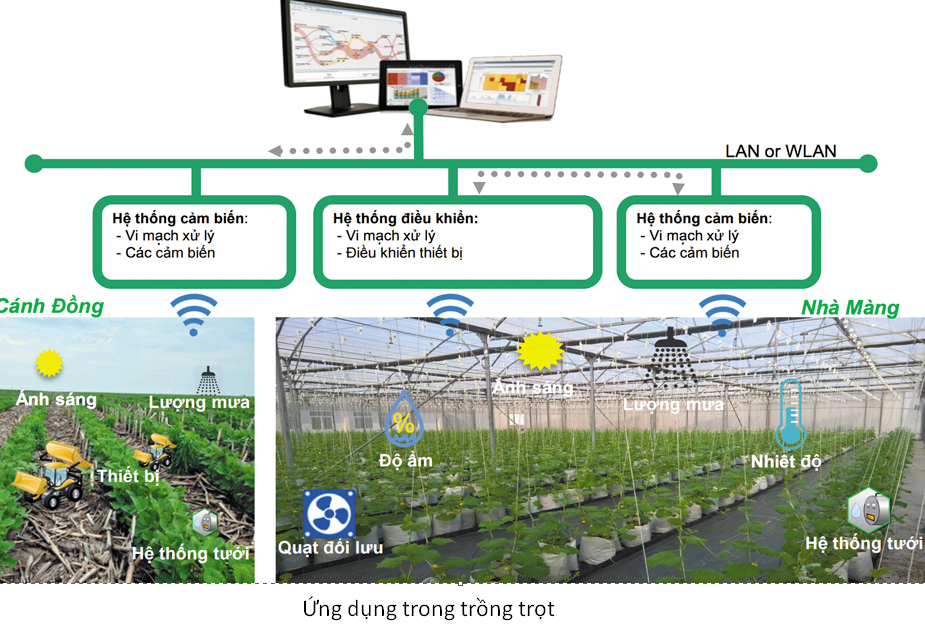 LAN or WLAN
Hệ thống cảm biến:
- Vi mạch xử lý
- Các cảm biến
Hệ thống điều khiển:
- Vi mạch xử lý
- Điều khiển thiết bị
Hệ thống cảm biến:
- Vi mạch xử lý
- Các cảm biến
Cánh Đồng
Nhà Màng
Ánh sáng
Lượng mưa
Thiết bị
Hệ thống tưới
Ánh sáng
Lượng mưa
%
Độ ẩm
Nhiệt độ
Quạt đối lưu
Hệ thống tưới
Ứng dụng trong trồng trọt